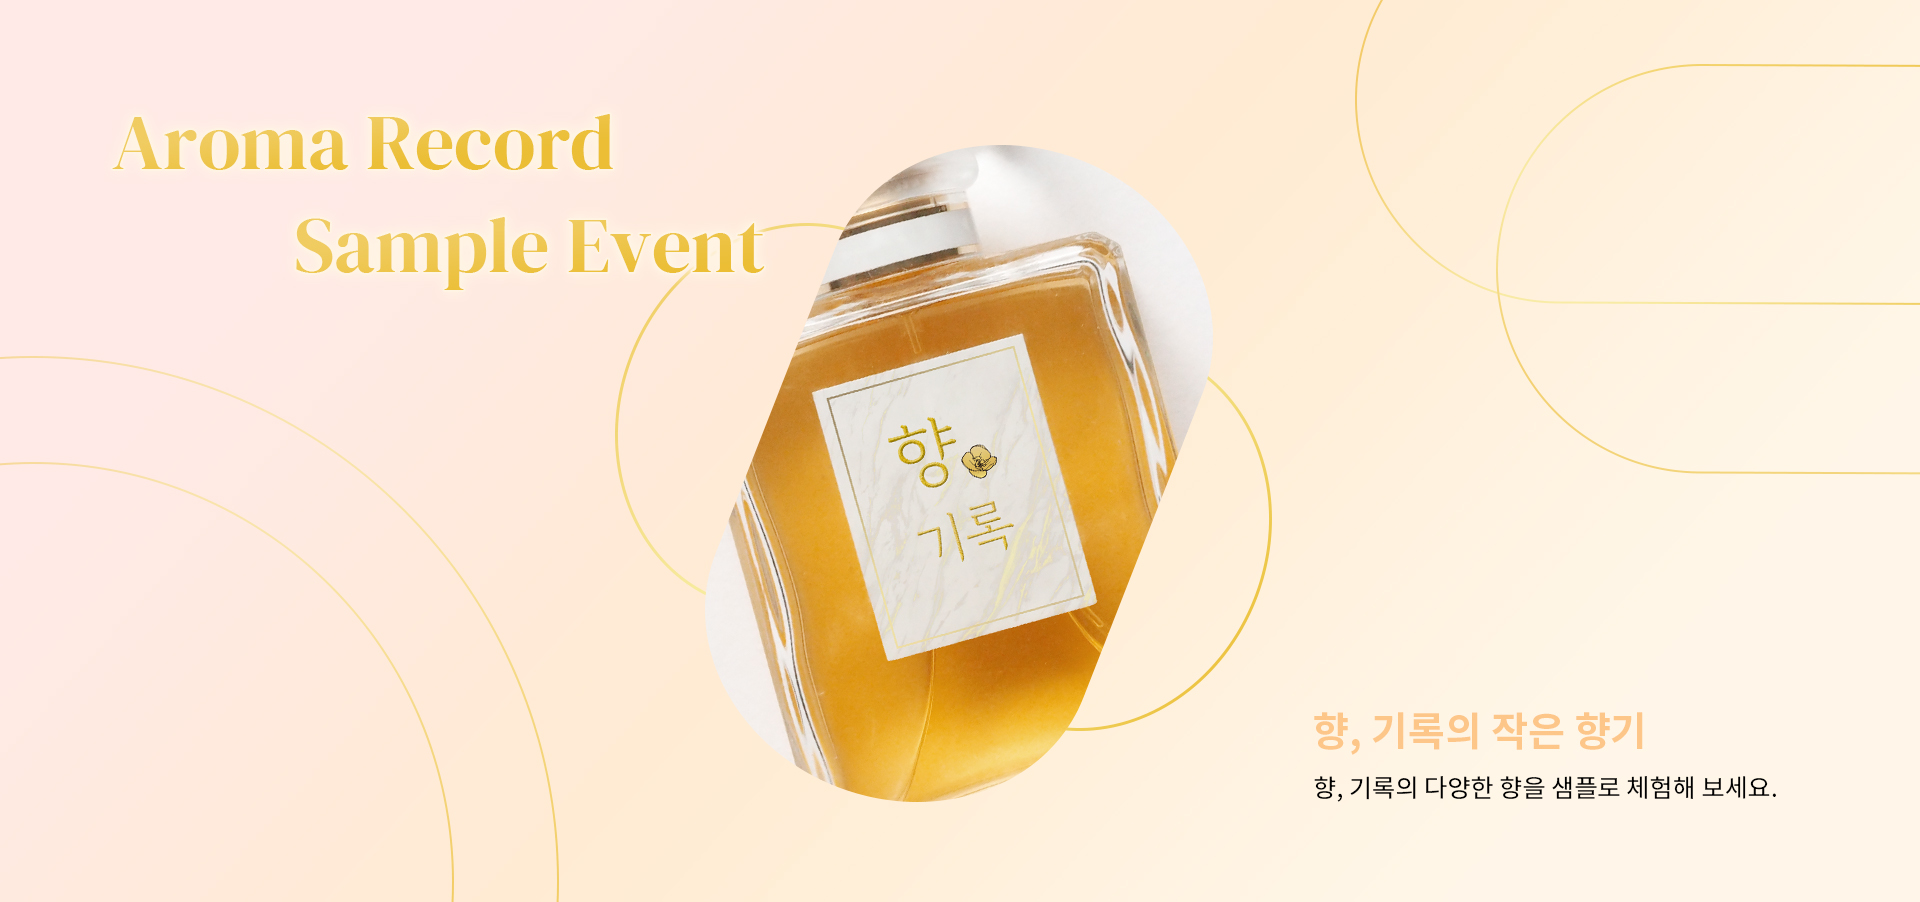 Aroma Record
Sample Event
향
기록
향, 기록의 작은 향기
향, 기록의 다양한 향을 샘플로 체험해 보세요.